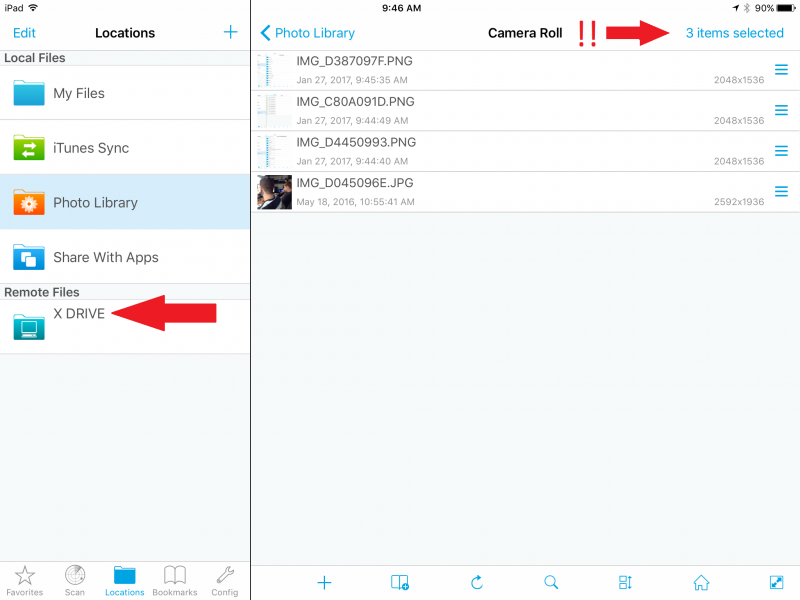 iPad
9:46 AM
90%
Edit
Locations
+
Photo Library
Camera Roll
!!
3 items selected
Local Files
My Files
iTunes Sync
Photo Library
Share With Apps
Remote Files
X DRIVE
IMG_D387097F.PNG
Jan 27, 2017, 9:45:35 AM
2048x1536
IMG_C80A091D.PNG
Jan 27, 2017, 9:44:49 AM
2048x1536
IMG_D4450993.PNG
Jan 27, 2017, 9:44:40 AM
2048x1536
IMG_D045096E.JPG
May 18, 2016, 10:55:41 AM
2592x1936
Favorites
Scan
Locations
Bookmarks
Config